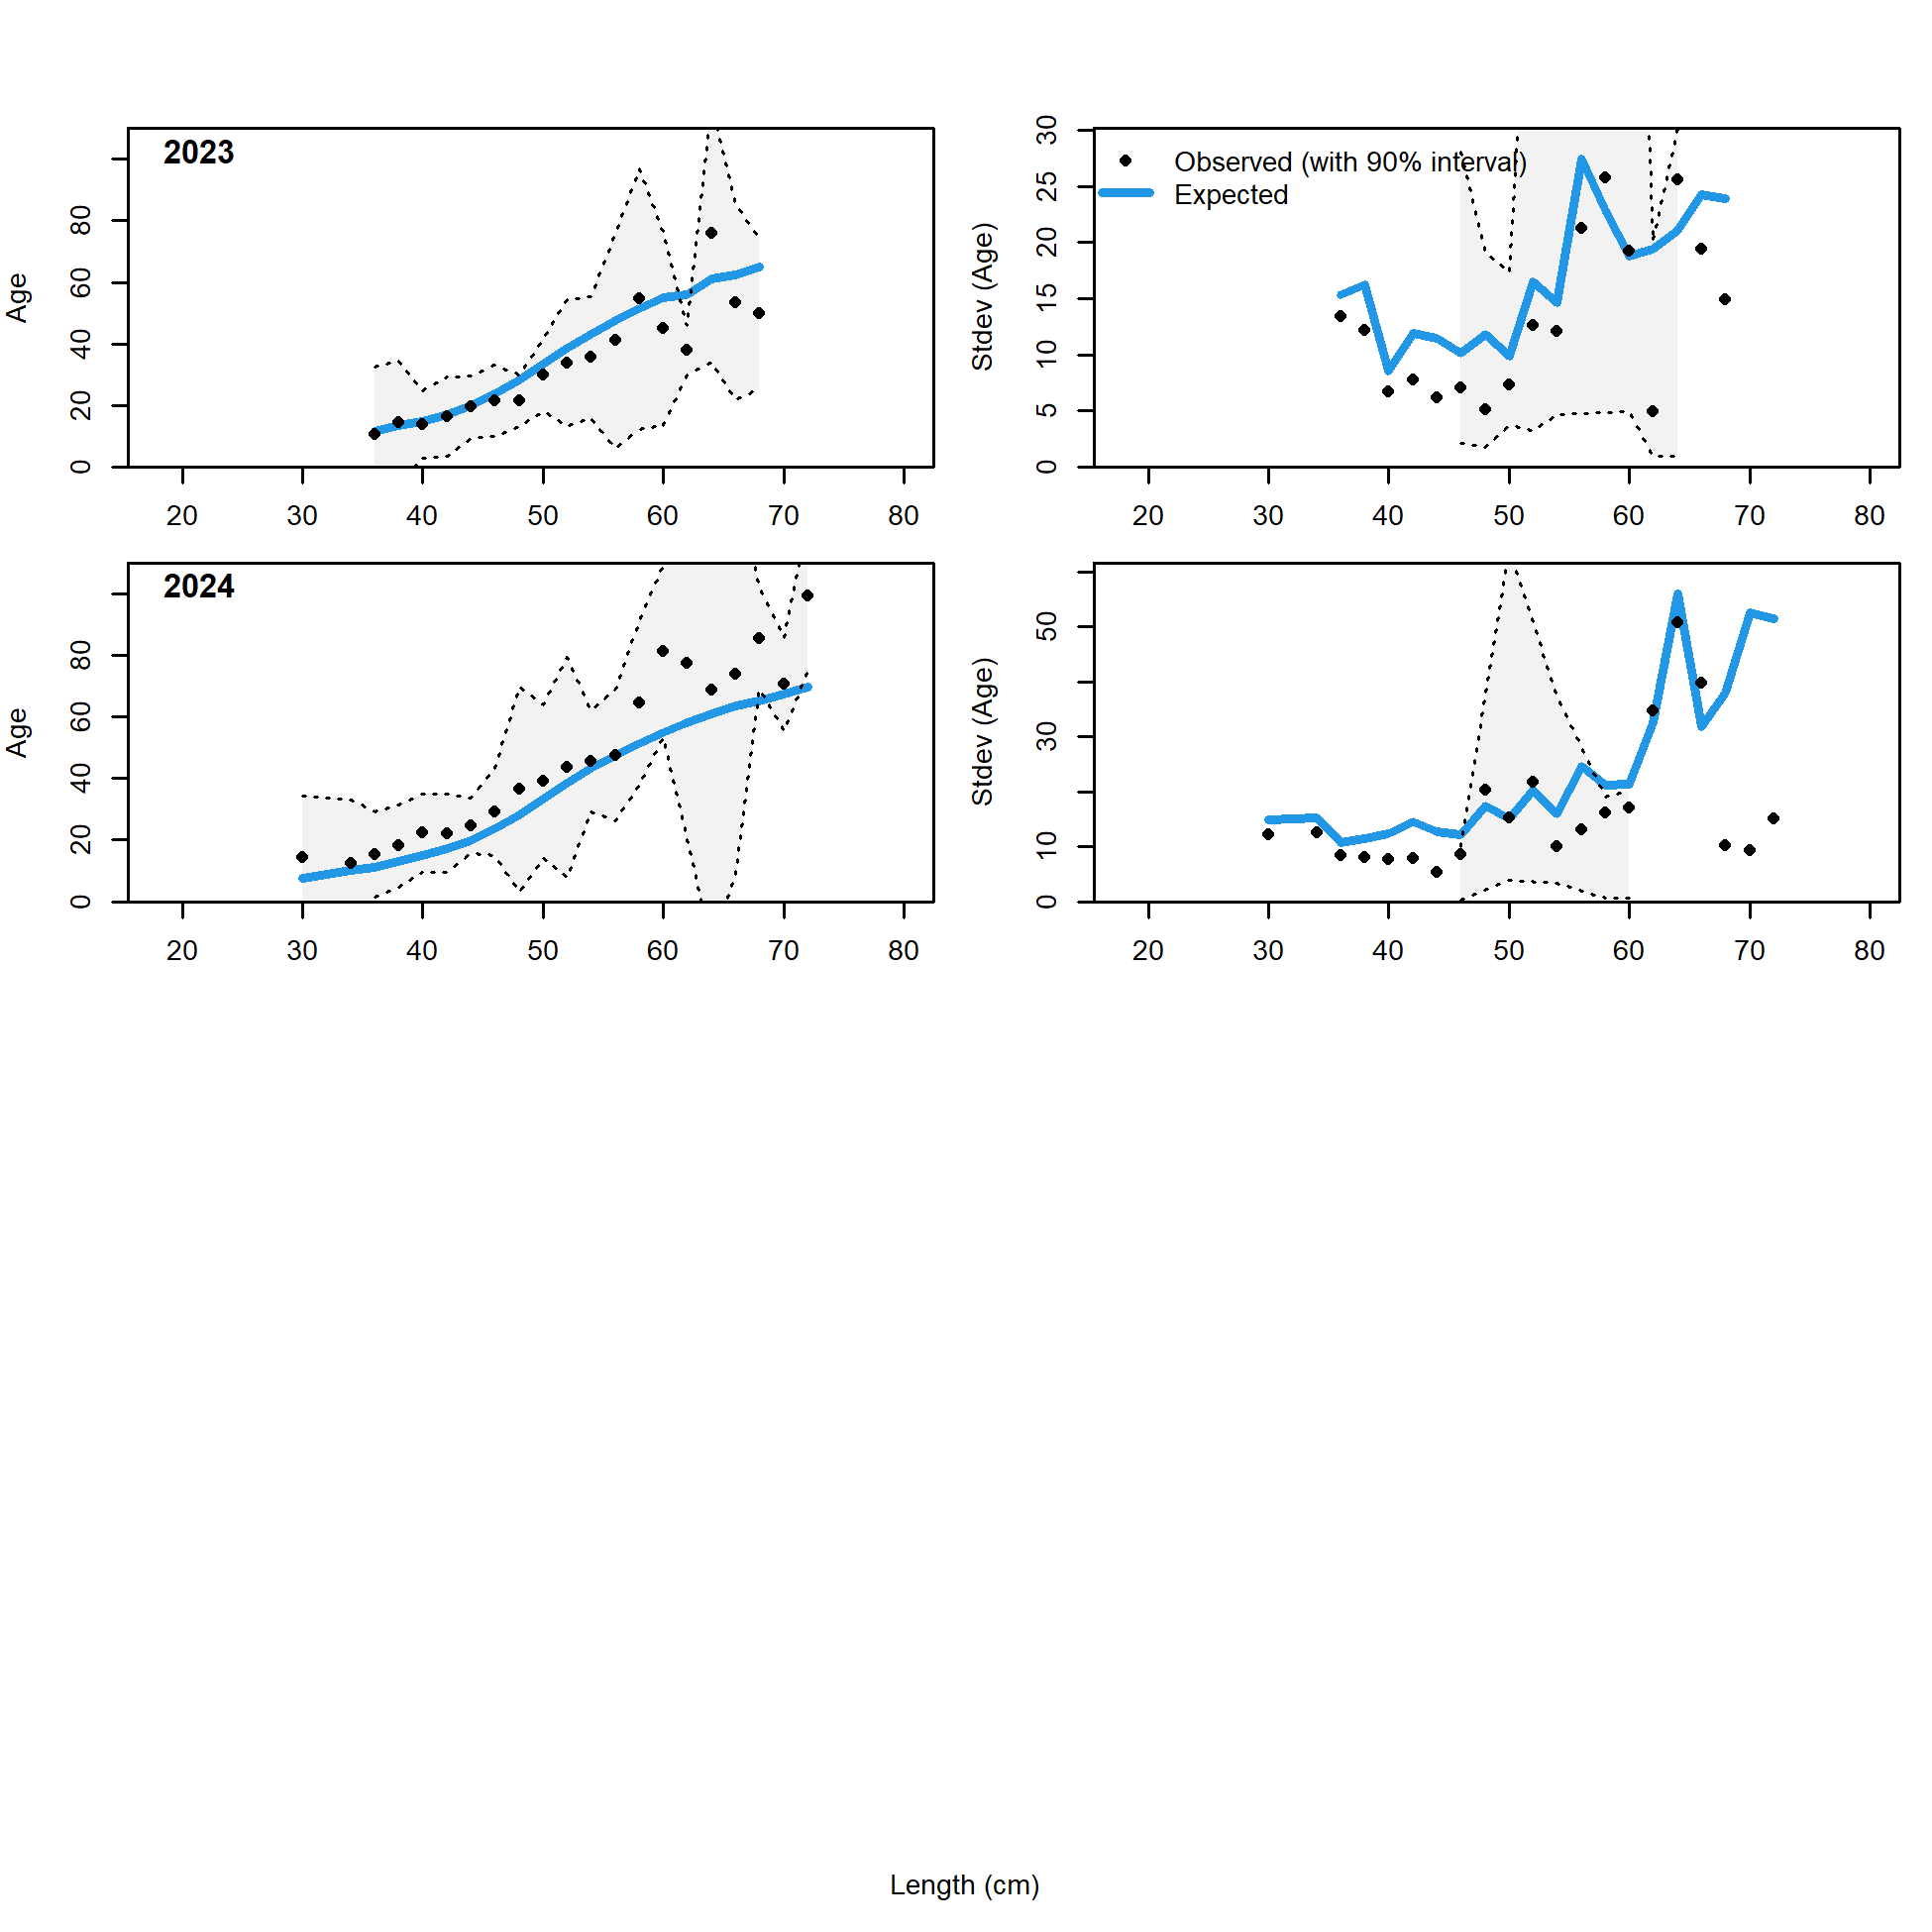 2023
Age
0 20 40 60 80
20 30 40 50 60 70 80
Observed (with 90% interval)
Expected
Stdev (Age)
0 5 10 15 20 25 30
20 30 40 50 60 70 80
2024
Age
0 20 40 60 80
20 30 40 50 60 70 80
Stdev (Age)
0 10 30 50
20 30 40 50 60 70 80
Length (cm)